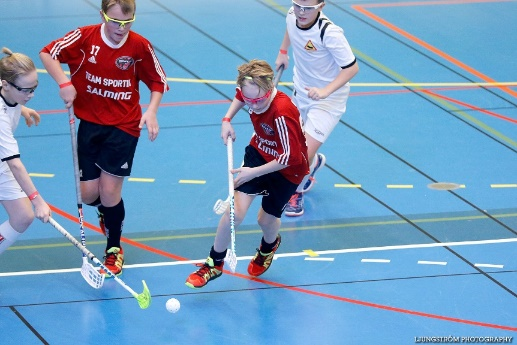 17
TEAM SPORTIA
SALMING
LJUNGSTRÖM PHOTOGRAPHY